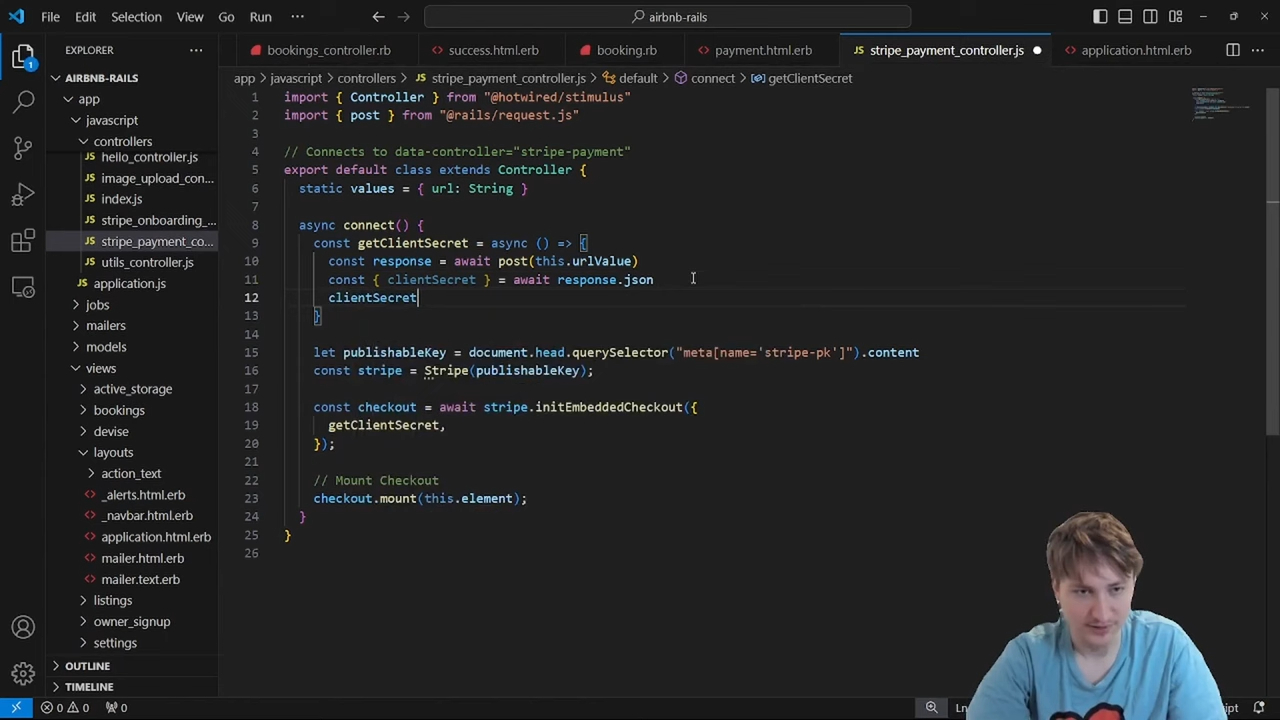 File Edit Selection View Go Run ··· airbnb-rails
EXPLORER ···
bookings_controller.rb success.html.erb booking.rb payment.html.erb stripe_payment_controller.js application.html.erb ···
AIRBNB-RAILS
app > javascript > controllers > stripe_payment_controller.js > default > connect > getClientSecret
app
javascript
controllers
hello_controller.js
image_upload_con...
index.js
stripe_onboarding_...
stripe_payment_co...
utils_controller.js
application.js
jobs
mailers
models
views
active_storage
bookings
devise
layouts
action_text
_alerts.html.erb
_navbar.html.erb
application.html.erb
mailer.html.erb
mailer.text.erb
listings
owner_signup
settings
OUTLINE
TIMELINE
1 import { Controller } from "@hotwired/stimulus"
2 import { post } from "@rails/request.js"
3
4 // Connects to data-controller="stripe-payment"
5 export default class extends Controller {
6 static values = { url: String }
7
8 async connect() {
9 const getClientSecret = async () => {
10 const response = await post(this.urlValue)
11 const { clientSecret } = await response.json
12 clientSecret
13 }
14
15 let publishableKey = document.head.querySelector("meta[name='stripe-pk']").content
16 const stripe = Stripe(publishableKey);
17
18 const checkout = await stripe.initEmbeddedCheckout({
19 getClientSecret,
20 });
21
22 // Mount Checkout
23 checkout.mount(this.element);
24 }
25 }
26
1
0 0 0